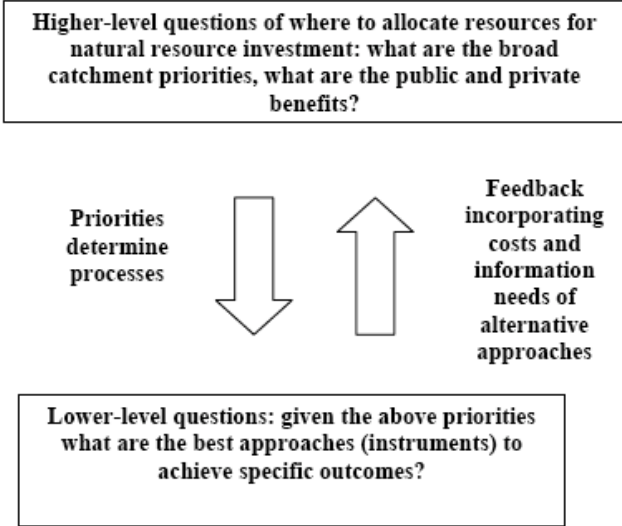 Higher-level questions of where to allocate resources for
natural resource investment: what are the broad
catchment priorities, what are the public and private
benefits?
Priorities
determine
processes
Feedback
incorporating
costs and
information
needs of
alternative
approaches
Lower-level questions: given the above priorities
what are the best approaches (instruments) to
achieve specific outcomes?